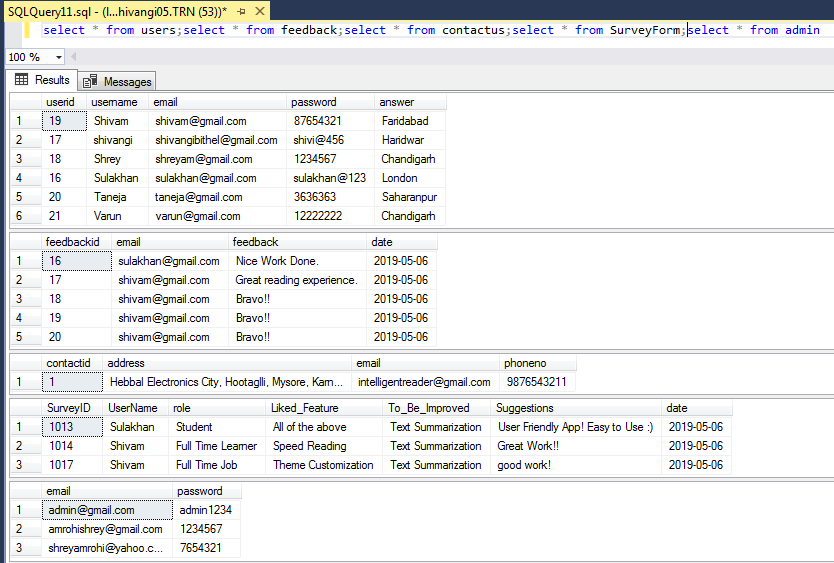 SQLQuery11.sql - (l...hivangi05.TRN (53))*
select * from users;select * from feedback;select * from contactus;select * from SurveyForm;select * from admin
100 %
Results Messages
userid username email password answer
1 19 Shivam shivam@gmail.com 87654321 Faridabad
2 17 shivangi shivangibithel@gmail.com shivi@456 Haridwar
3 18 Shrey shreyam@gmail.com 1234567 Chandigarh
4 16 Sulakhan sulakhan@gmail.com sulakhan@123 London
5 20 Taneja taneja@gmail.com 3636363 Saharanpur
6 21 Varun varun@gmail.com 12222222 Chandigarh
feedbackid email feedback date
1 16 sulakhan@gmail.com Nice Work Done. 2019-05-06
2 17 shivam@gmail.com Great reading experience. 2019-05-06
3 18 shivam@gmail.com Bravo!! 2019-05-06
4 19 shivam@gmail.com Bravo!! 2019-05-06
5 20 shivam@gmail.com Bravo!! 2019-05-06
contactid address email phoneno
1 1 Hebbal Electronics City, Hootaglli, Mysore, Karn... intelligentreader@gmail.com 9876543211
SurveyID UserName role Liked_Feature To_Be_Improved Suggestions date
1 1013 Sulakhan Student All of the above Text Summarization User Friendly App! Easy to Use :) 2019-05-06
2 1014 Shivam Full Time Learner Speed Reading Text Summarization Great Work!! 2019-05-06
3 1017 Shivam Full Time Job Theme Customization Text Summarization good work! 2019-05-06
email password
1 admin@gmail.com admin1234
2 amrohishrey@gmail.com 1234567
3 shreyamrohi@yahoo.c... 7654321